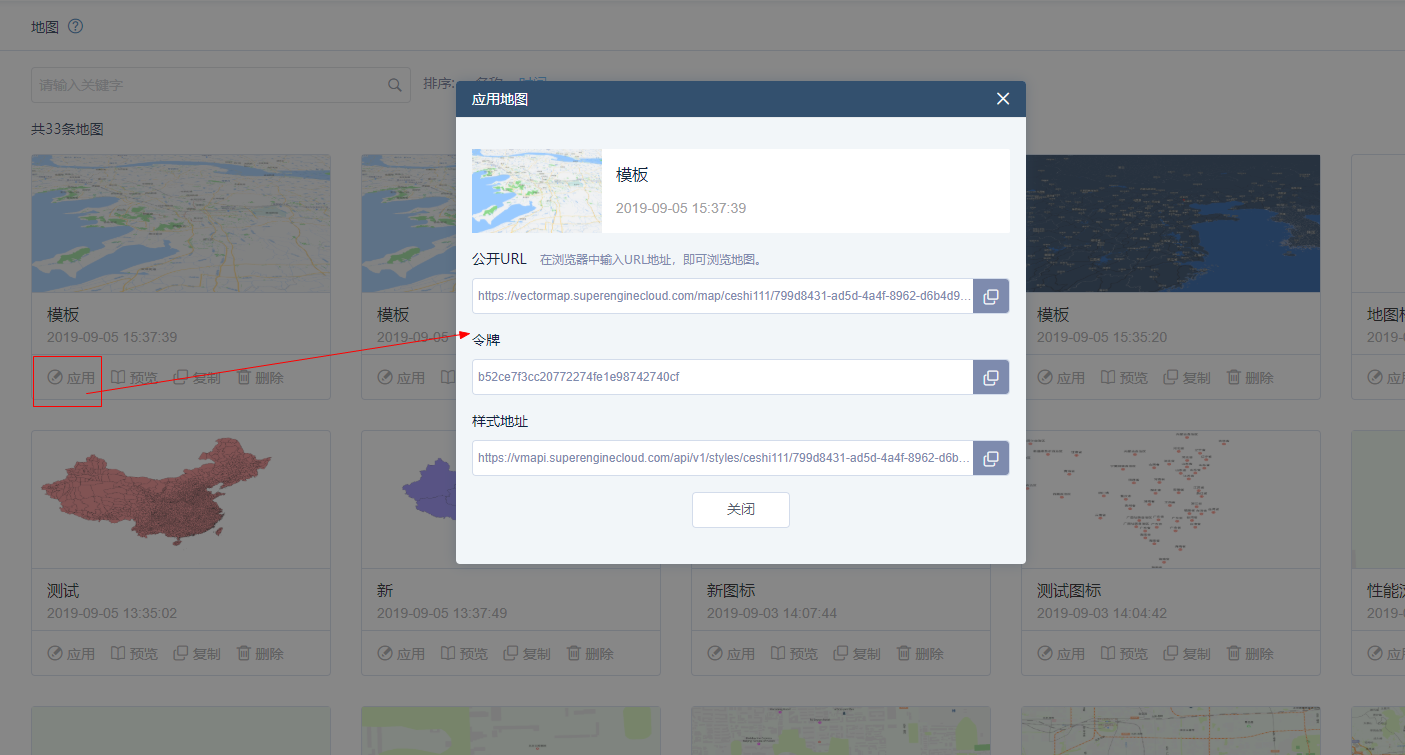 地图
请输入关键字
排序: 名称 时间
共33条地图
应用地图
模板
2019-09-05 15:37:39
公开URL 在浏览器中输入URL地址，即可浏览地图。
https://vectormap.superenginecloud.com/map/ceshi111/799d8431-ad5d-4a4f-8962-d6b4d9...
令牌
b52ce7f3cc20772274fe1e98742740cf
样式地址
https://vmapi.superenginecloud.com/api/v1/styles/ceshi111/799d8431-ad5d-4a4f-8962-d6b...
关闭
模板
2019-09-05 15:37:39
应用 预览 复制 删除
模板
2019-09-05
应用
模板
2019-09-05 15:35:20
应用 预览 复制 删除
2019-0
测试
2019-09-05 13:35:02
应用 预览 复制 删除
新
2019-09-05 13:37:49
应用 预览 复制 删除
新图标
2019-09-03 14:07:44
应用 预览 复制 删除
测试图标
2019-09-03 14:04:42
应用 预览 复制 删除
性能
2019-0